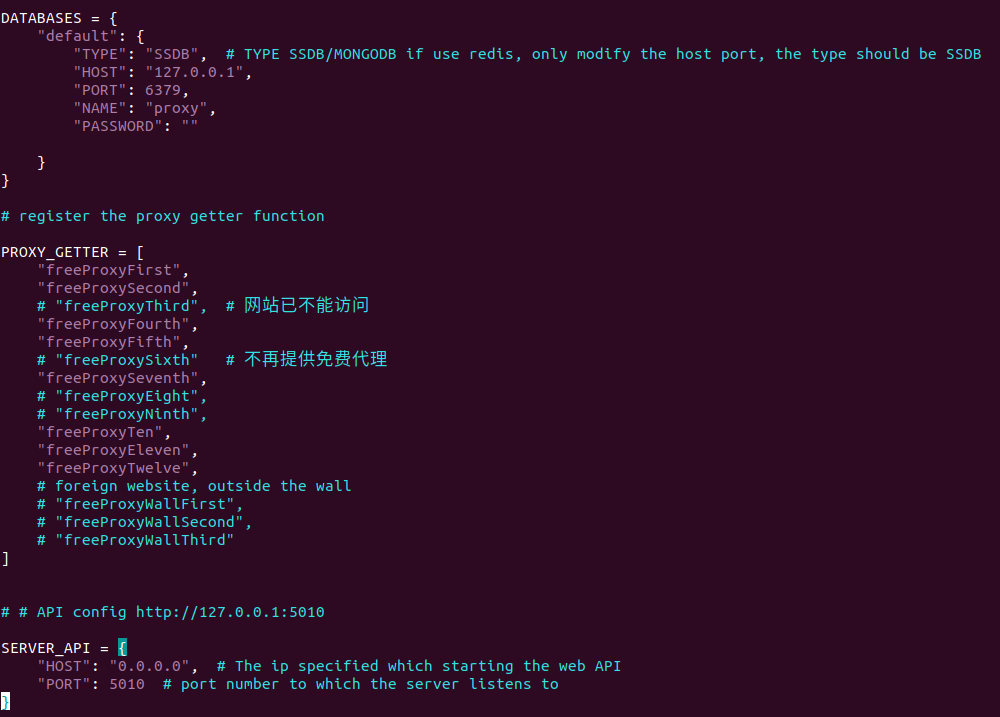 DATABASES = {
    "default": {
        "TYPE": "SSDB",  # TYPE SSDB/MONGODB if use redis, only modify the host port, the type should be SSDB
        "HOST": "127.0.0.1",
        "PORT": 6379,
        "NAME": "proxy",
        "PASSWORD": ""
    }
}
# register the proxy getter function
PROXY_GETTER = [
    "freeProxyFirst",
    "freeProxySecond",
    # "freeProxyThird",  # 网站已不能访问
    "freeProxyFourth",
    "freeProxyFifth",
    # "freeProxySixth"   # 不再提供免费代理
    "freeProxySeventh",
    # "freeProxyEight",
    # "freeProxyNinth",
    "freeProxyTen",
    "freeProxyEleven",
    "freeProxyTwelve",
    # foreign website, outside the wall
    # "freeProxyWallFirst",
    # "freeProxyWallSecond",
    # "freeProxyWallThird"
]
# # API config http://127.0.0.1:5010
SERVER_API = {
    "HOST": "0.0.0.0",  # The ip specified which starting the web API
    "PORT": 5010  # port number to which the server listens to
}